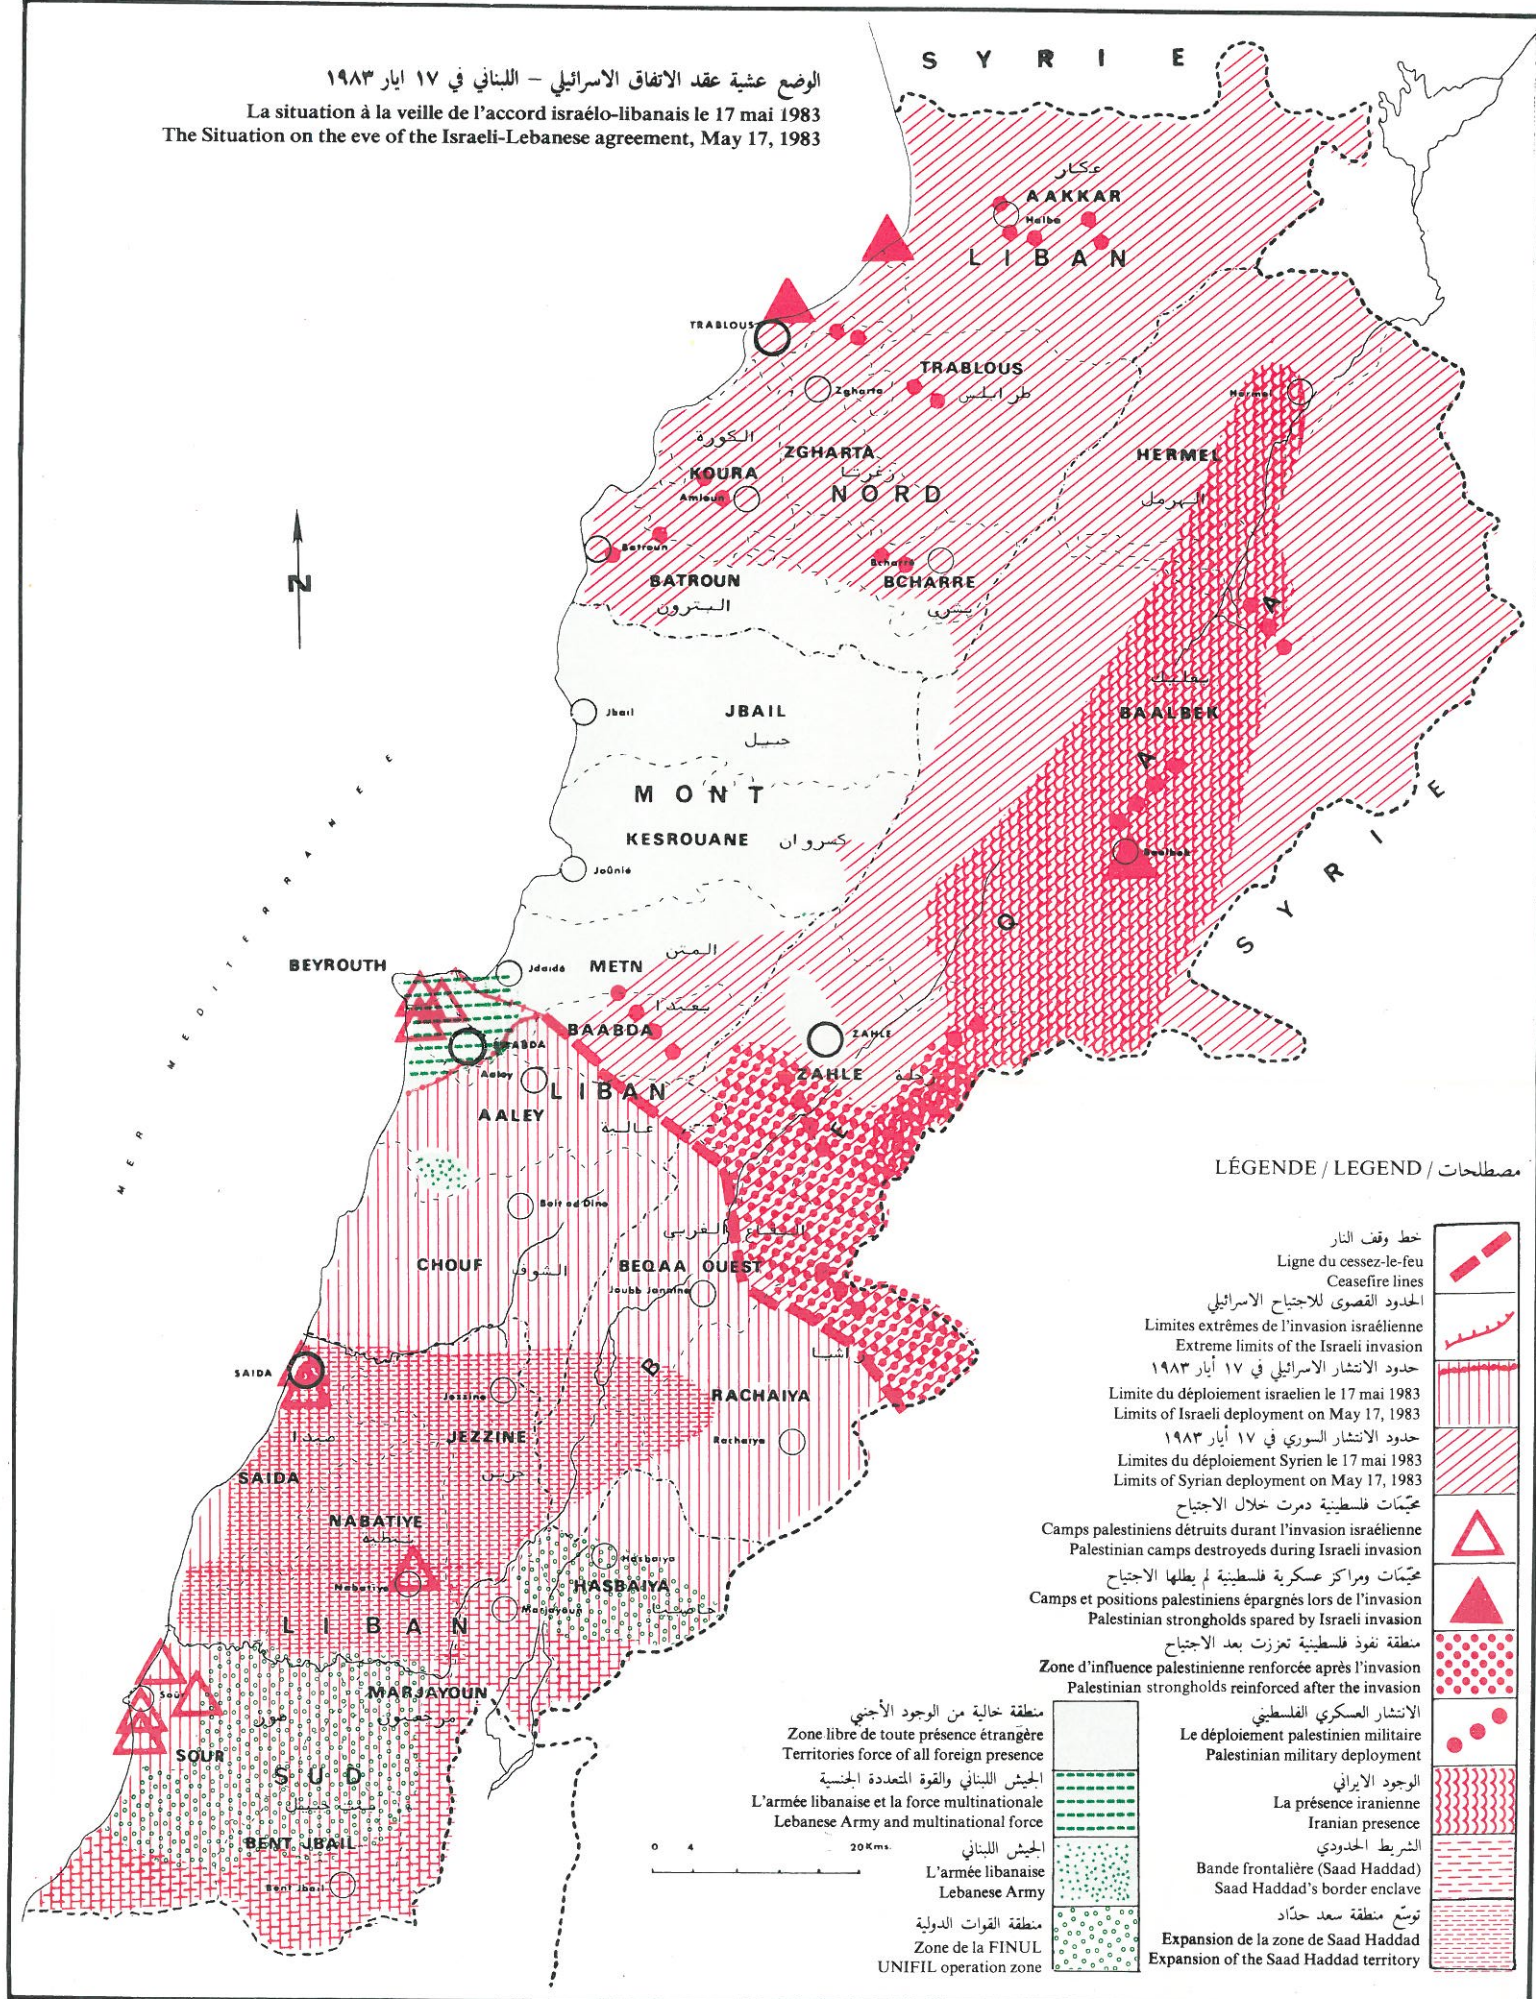 الوضع عشية عقد الاتفاق الاسرائيلي – اللبناني في ١٧ ايار ١٩٨٣
La situation à la veille de l'accord israélo-libanais le 17 mai 1983
The Situation on the eve of the Israeli-Lebanese agreement, May 17, 1983
SYRIE
عكار
AAKKAR
Halba
LIBAN
TRABLOUS
TRABLOUS
طرابلس
Zgharta
Hermel
الكورة
ZGHARTA
زغرتا
HERMEL
الهرمل
KOURA
Amioun
NORD
N
Batroun
Bcharré
BATROUN
البترون
BCHARRE
بشري
بعلبك
BAALBEK
Jbail
JBAIL
جبيل
MONT
KESROUANE
كسروان
Joûnié
Baalbek
SYRIE
MER MEDITERRANEE
BEYROUTH
Jdaidé
METN
المتن
بعبدا
BAABDA
BAABDA
ZAHLE
ZAHLE
زحلة
Aaley
LIBAN
AALEY
عالية
Beit ed Dine
البقاع الغربي
CHOUF
الشوف
BEQAA OUEST
Joubb Jannine
BEQAA
راشيا
SAIDA
Jezzine
RACHAIYA
صيدا
JEZZINE
Rachaiya
جزين
SAIDA
NABATIYE
نبطية
Hasbaiya
Nabatiye
HASBAIYA
حاصبيا
Marjayoun
LIBAN
MARJAYOUN
مرجعيون
Sour
صور
SOUR
SUD
بنت جبيل
BENT JBAIL
Bent Jbail
0 4 20Kms.
LÉGENDE / LEGEND / مصطلحات
خط وقف النار
Ligne du cessez-le-feu
Ceasefire lines
الحدود القصوى للاجتياح الاسرائيلي
Limites extrêmes de l'invasion israélienne
Extreme limits of the Israeli invasion
حدود الانتشار الاسرائيلي في ١٧ أيار ١٩٨٣
Limite du déploiement israelien le 17 mai 1983
Limits of Israeli deployment on May 17, 1983
حدود الانتشار السوري في ١٧ أيار ١٩٨٣
Limites du déploiement Syrien le 17 mai 1983
Limits of Syrian deployment on May 17, 1983
مخيّمات فلسطينية دمرت خلال الاجتياح
Camps palestiniens détruits durant l'invasion israélienne
Palestinian camps destroyeds during Israeli invasion
مخيّمات ومراكز عسكرية فلسطينية لم يطلها الاجتياح
Camps et positions palestiniens épargnés lors de l'invasion
Palestinian strongholds spared by Israeli invasion
منطقة نفوذ فلسطينية تعززت بعد الاجتياح
Zone d'influence palestinienne renforcée après l'invasion
Palestinian strongholds reinforced after the invasion
الانتشار العسكري الفلسطيني
Le déploiement palestinien militaire
Palestinian military deployment
الوجود الايراني
La présence iranienne
Iranian presence
الشريط الحدودي
Bande frontalière (Saad Haddad)
Saad Haddad's border enclave
توسّع منطقة سعد حدّاد
Expansion de la zone de Saad Haddad
Expansion of the Saad Haddad territory
منطقة خالية من الوجود الأجنبي
Zone libre de toute présence étrangère
Territories force of all foreign presence
الجيش اللبناني والقوة المتعددة الجنسية
L'armée libanaise et la force multinationale
Lebanese Army and multinational force
الجيش اللبناني
L'armée libanaise
Lebanese Army
منطقة القوات الدولية
Zone de la FINUL
UNIFIL operation zone